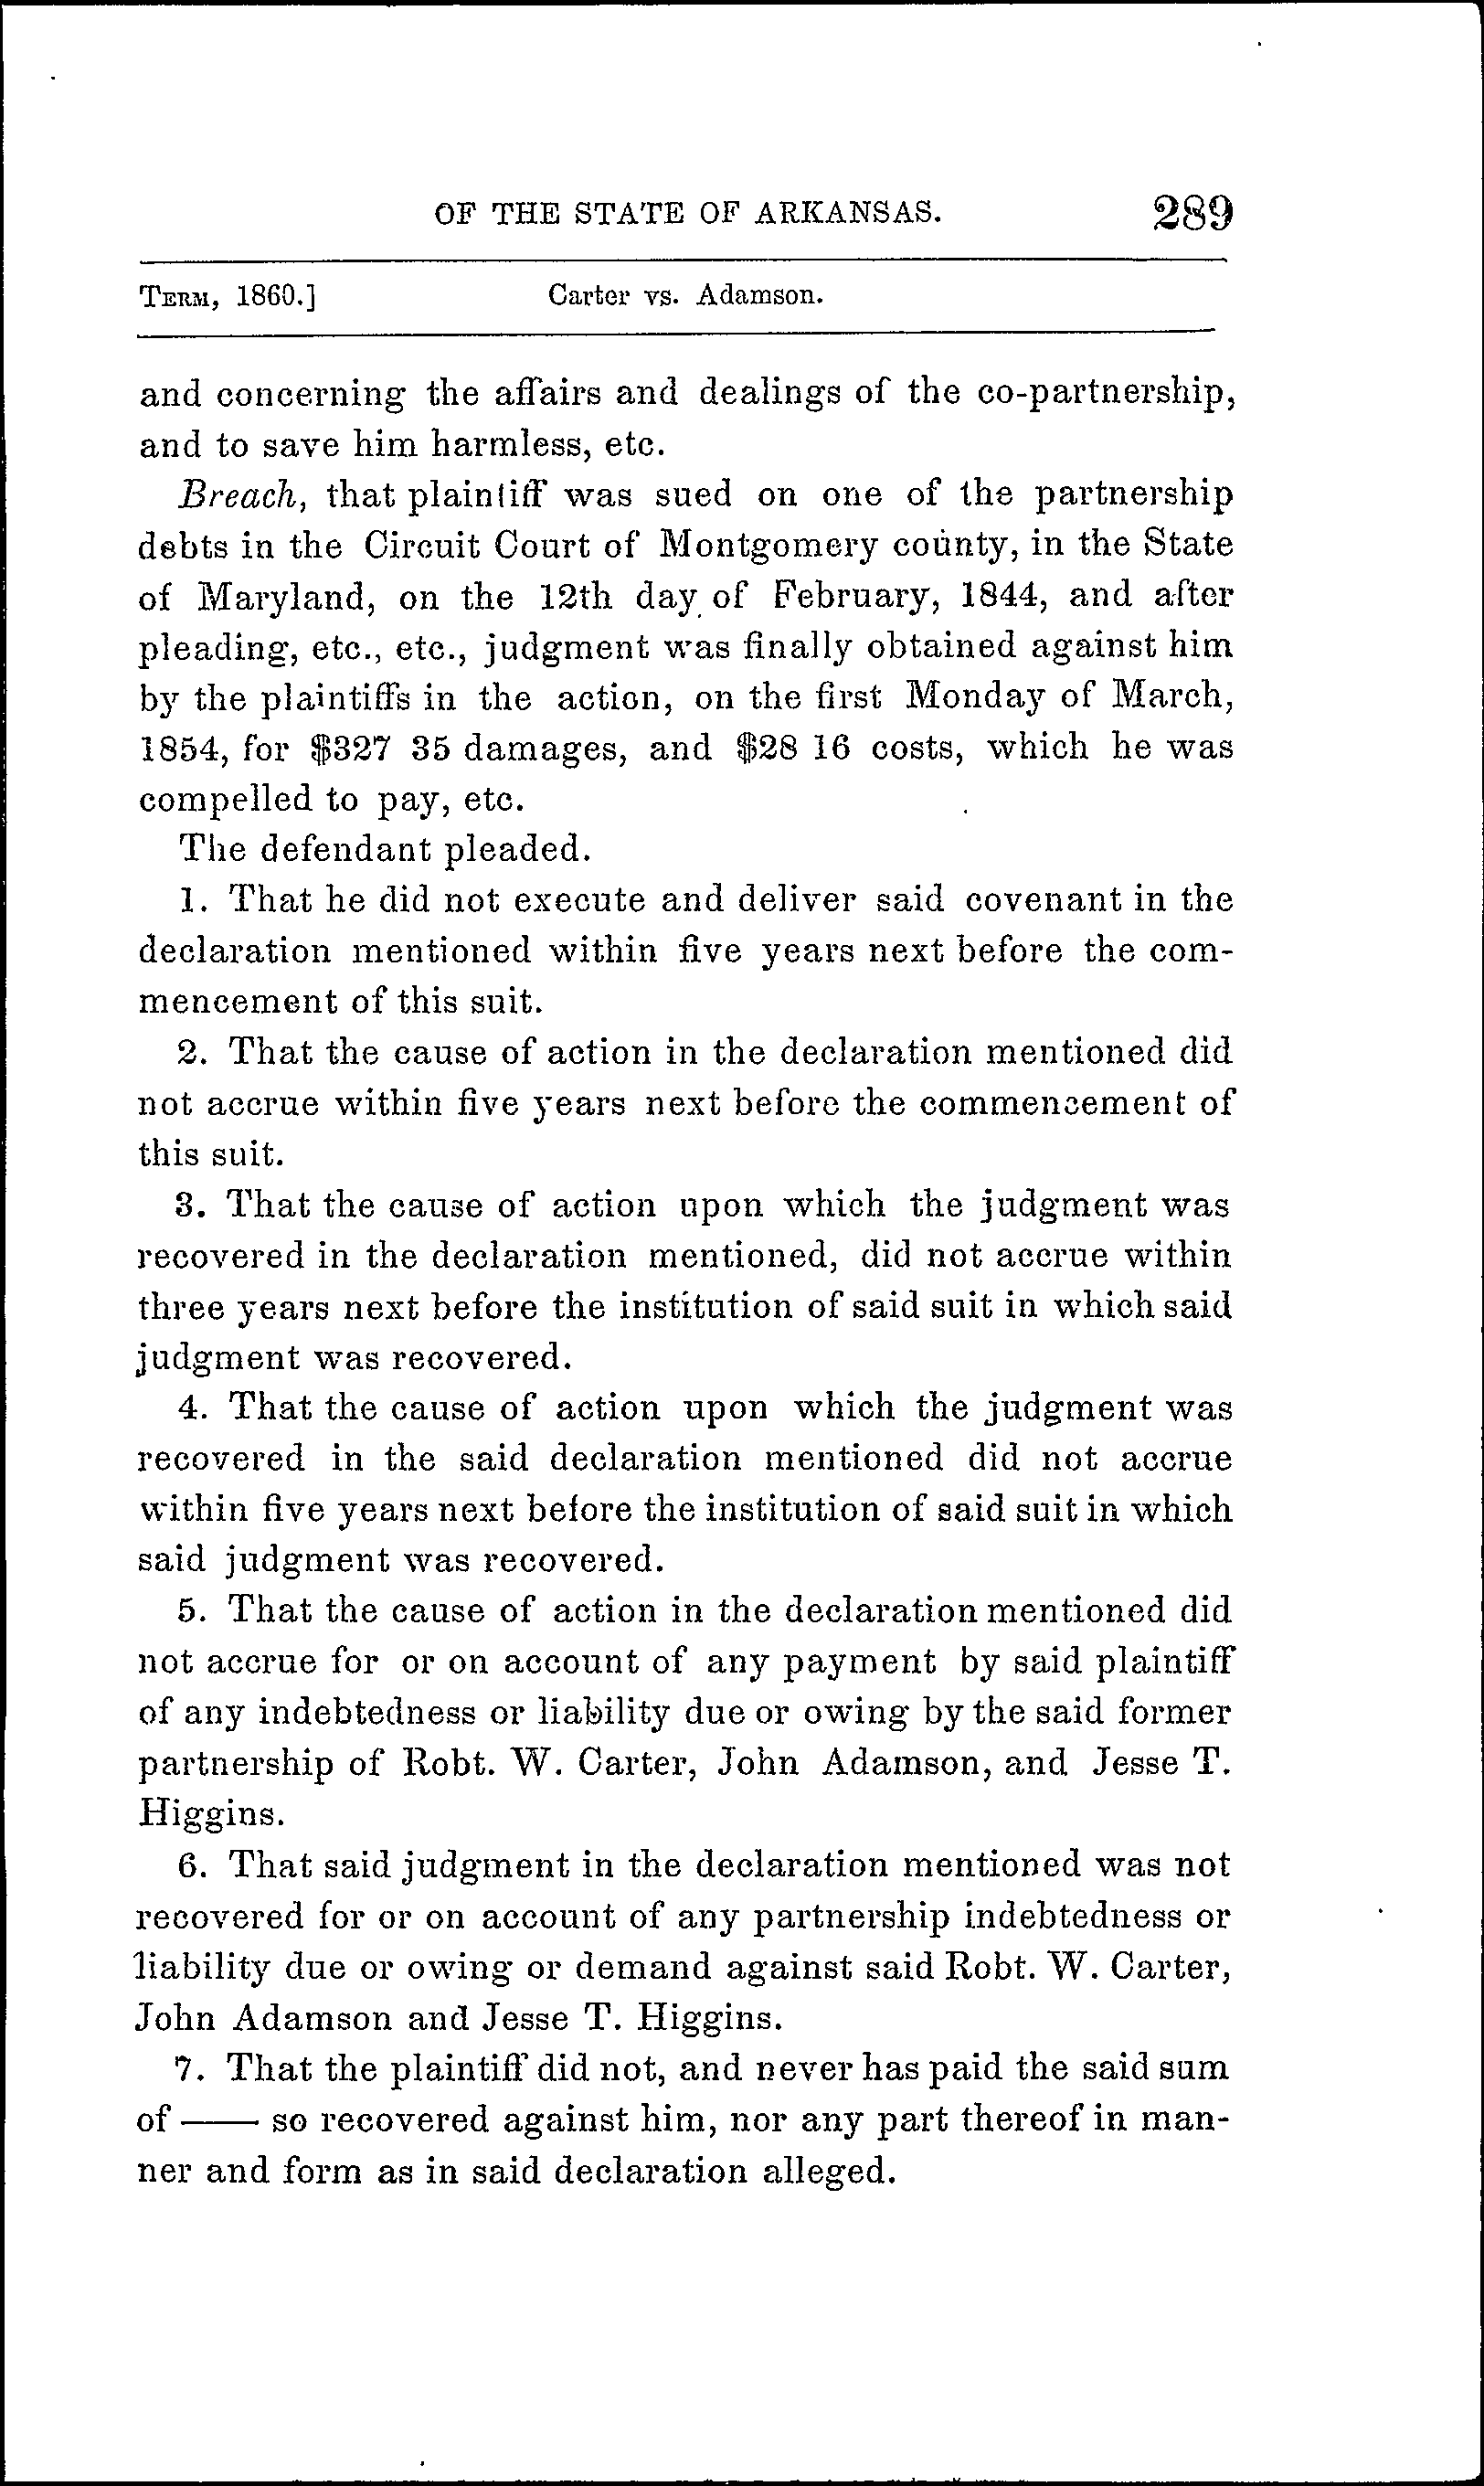 OF THE STATE OF ARKANSAS. 289
TERM, 1860.] Carter vs. Adamson.
and concerning the affairs and dealings of the co-partnership,
and to save him harmless, etc.
Breach, that plaintiff was sued on one of the partnership
debts in the Circuit Court of Montgomery county, in the State
of Maryland, on the 12th day of February, 1844, and after
pleading, etc., etc., judgment was finally obtained against him
by the plaintiffs in the action, on the first Monday of March,
1854, for $327 35 damages, and $28 16 costs, which he was
compelled to pay, etc.
The defendant pleaded.
1. That he did not execute and deliver said covenant in the
declaration mentioned within five years next before the com-
mencement of this suit.
2. That the cause of action in the declaration mentioned did
not accrue within five years next before the commencement of
this suit.
3. That the cause of action upon which the judgment was
recovered in the declaration mentioned, did not accrue within
three years next before the institution of said suit in which said
judgment was recovered.
4. That the cause of action upon which the judgment was
recovered in the said declaration mentioned did not accrue
within five years next before the institution of said suit in which
said judgment was recovered.
5. That the cause of action in the declaration mentioned did
not accrue for or on account of any payment by said plaintiff
of any indebtedness or liability due or owing by the said former
partnership of Robt. W. Carter, John Adamson, and Jesse T.
Higgins.
6. That said judgment in the declaration mentioned was not
recovered for or on account of any partnership indebtedness or
liability due or owing or demand against said Robt. W. Carter,
John Adamson and Jesse T. Higgins.
7. That the plaintiff did not, and never has paid the said sum
of —— so recovered against him, nor any part thereof in man-
ner and form as in said declaration alleged.